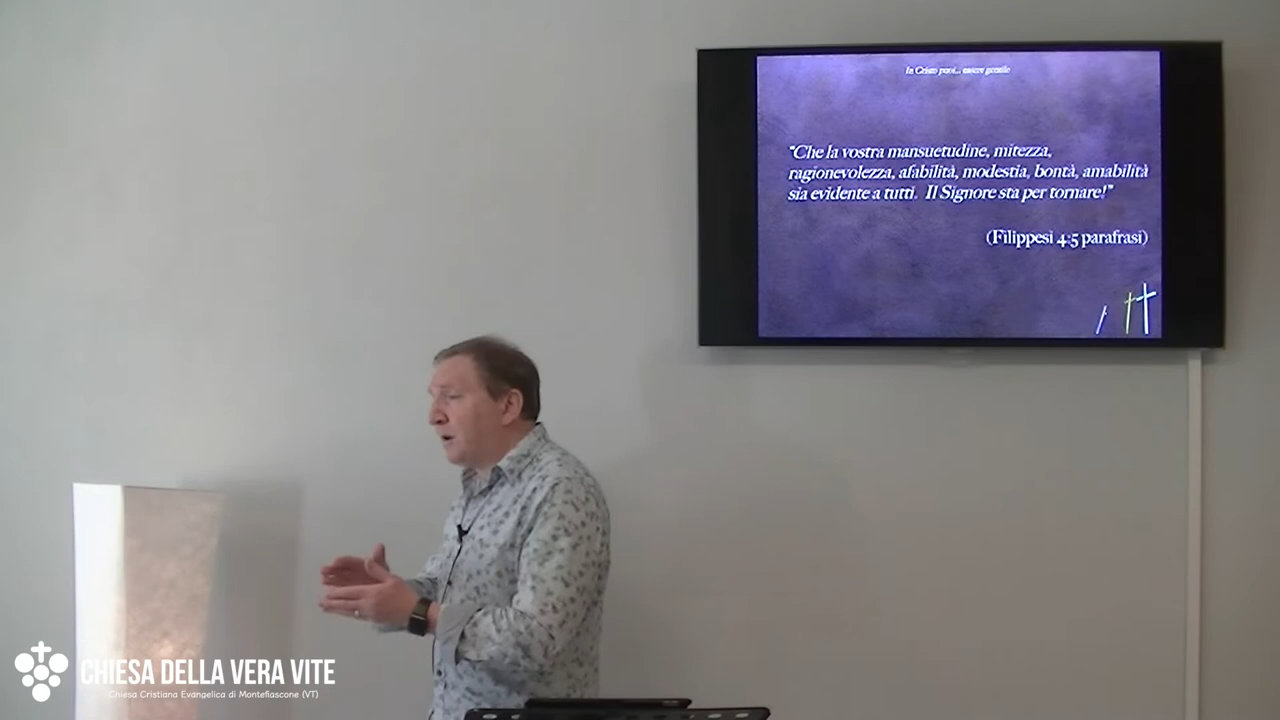 In Cristo puoi... essere gentile
"Che la vostra mansuetudine, mitezza,
ragionevolezza, afabilità, modestia, bontà, amabilità
sia evidente a tutti. Il Signore sta per tornare!"
(Filippesi 4:5 parafrasi)
CHIESA DELLA VERA VITE
Chiesa Cristiana Evangelica di Montefiascone (VT)